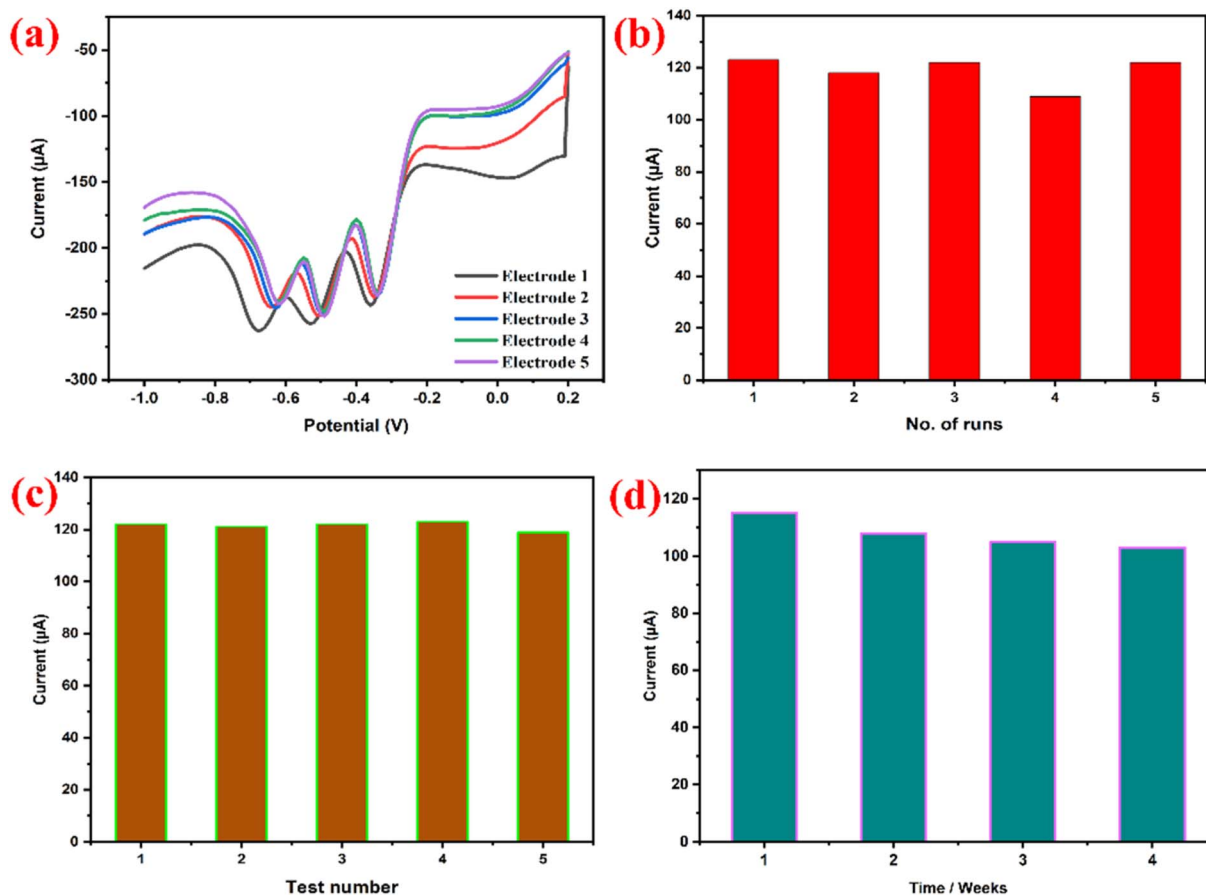 (a)
-50
-100
-150
-200
-250
-300
Current (µA)
-1.0 -0.8 -0.6 -0.4 -0.2 0.0 0.2
Potential (V)
Electrode 1
Electrode 2
Electrode 3
Electrode 4
Electrode 5
(b)
140
120
100
80
60
40
20
0
Current (µA)
1 2 3 4 5
No. of runs
(c)
140
120
100
80
60
40
20
0
Current (µA)
1 2 3 4 5
Test number
(d)
120
100
80
60
40
20
0
Current (µA)
1 2 3 4
Time / Weeks